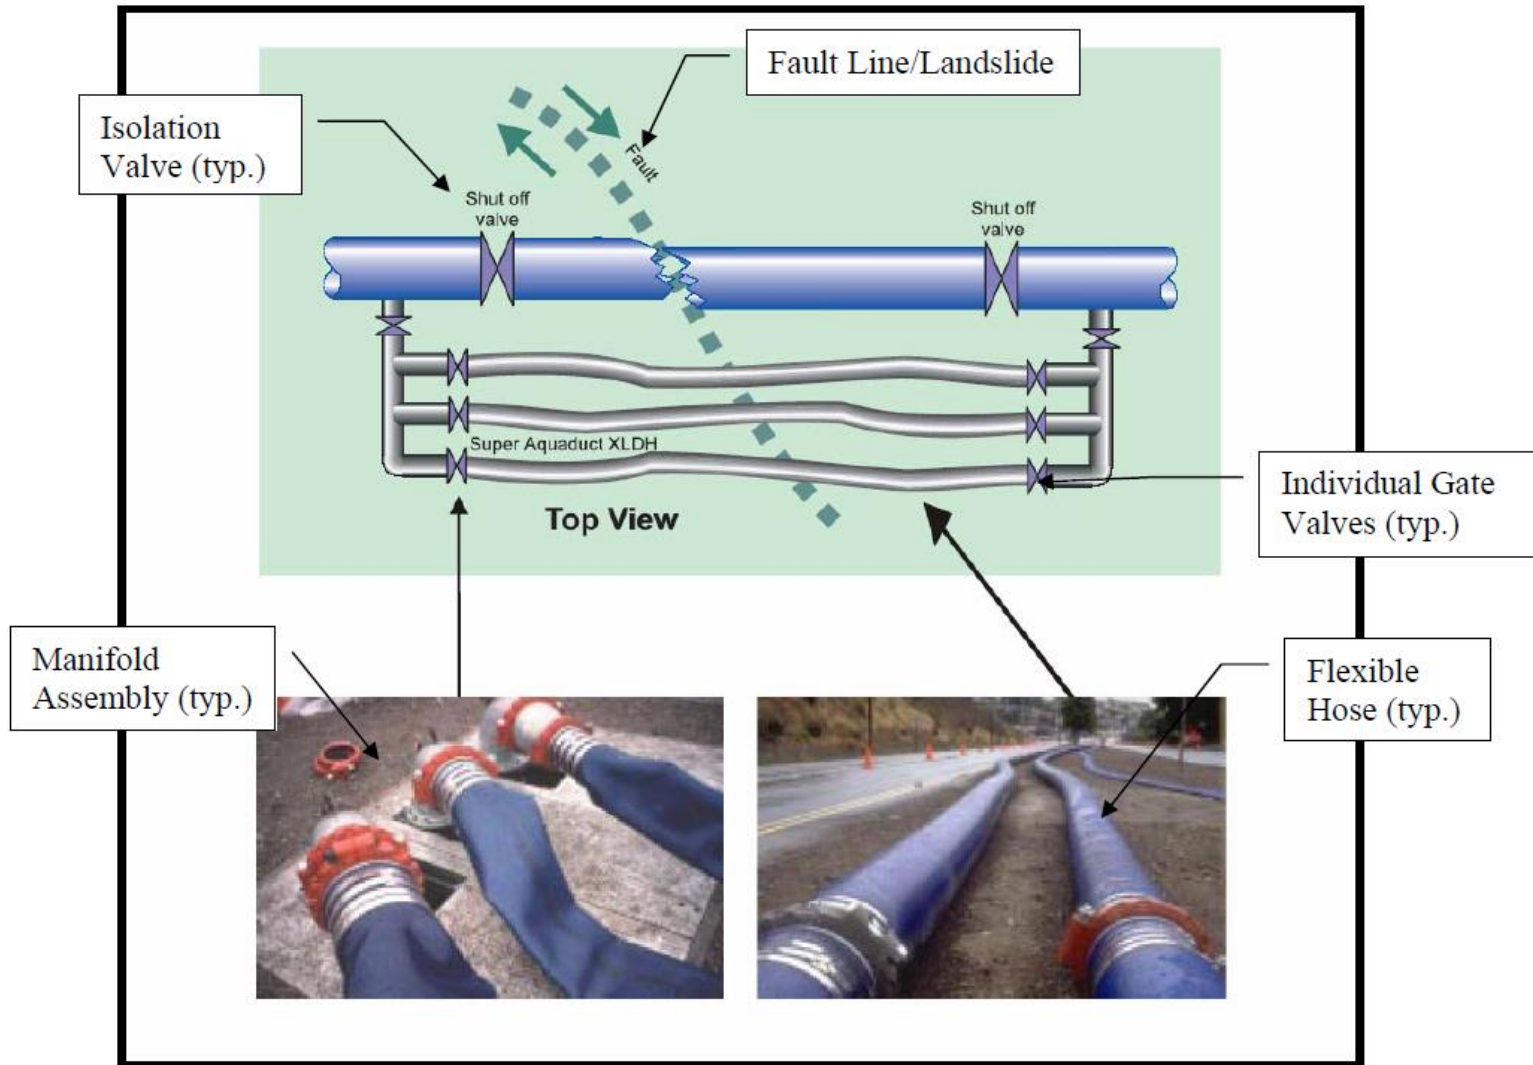 Fault Line/Landslide
Isolation
Valve (typ.)
Fault
Shut off
valve
Shut off
valve
Super Aquaduct XLDH
Top View
Individual Gate
Valves (typ.)
Manifold
Assembly (typ.)
Flexible
Hose (typ.)